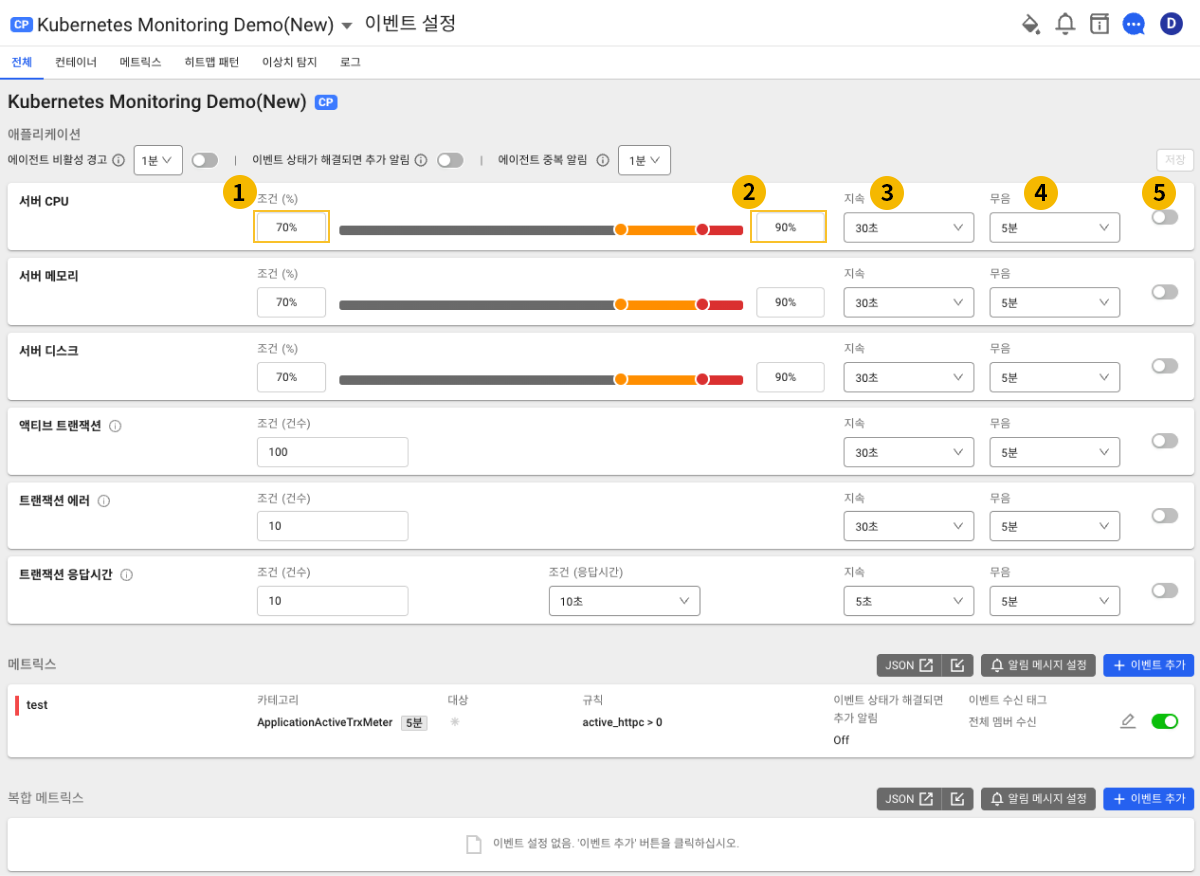 CP Kubernetes Monitoring Demo(New) 이벤트 설정 D
전체 컨테이너 메트릭스 히트맵 패턴 이상치 탐지 로그
Kubernetes Monitoring Demo(New) CP
애플리케이션
에이전트 비활성 경고 1분 | 이벤트 상태가 해결되면 추가 알림 | 에이전트 중복 알림 1분 저장
1 2 3 4 5
서버 CPU 조건 (%) 지속 무음
70% 90% 30초 5분
서버 메모리 조건 (%) 지속 무음
70% 90% 30초 5분
서버 디스크 조건 (%) 지속 무음
70% 90% 30초 5분
액티브 트랜잭션 조건 (건수) 지속 무음
100 30초 5분
트랜잭션 에러 조건 (건수) 지속 무음
10 30초 5분
트랜잭션 응답시간 조건 (건수) 조건 (응답시간) 지속 무음
10 10초 5초 5분
메트릭스 JSON 알림 메시지 설정 + 이벤트 추가
test 카테고리 대상 규칙 이벤트 상태가 해결되면 이벤트 수신 태그
ApplicationActiveTrxMeter 5분 * active_httpc > 0 추가 알림 전체 멤버 수신
Off
복합 메트릭스 JSON 알림 메시지 설정 + 이벤트 추가
이벤트 설정 없음. '이벤트 추가' 버튼을 클릭하십시오.